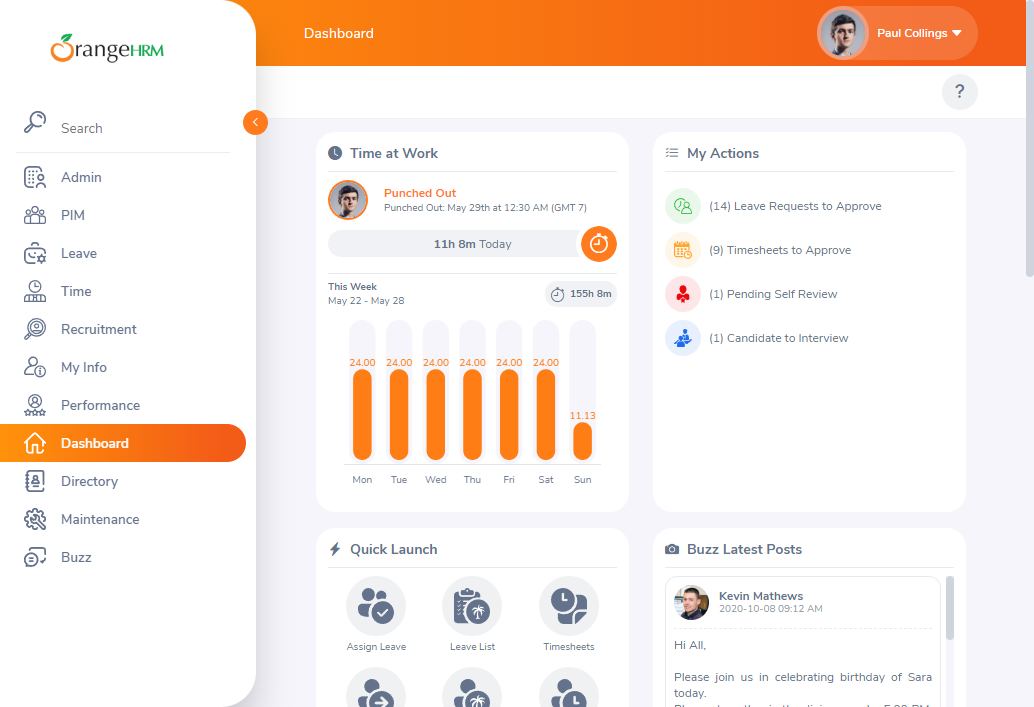 OrangeHRM
Dashboard
Paul Collings
?
Search
Admin
PIM
Leave
Time
Recruitment
My Info
Performance
Dashboard
Directory
Maintenance
Buzz
Time at Work
Punched Out
Punched Out: May 29th at 12:30 AM (GMT 7)
11h 8m Today
This Week
May 22 - May 28
155h 8m
24.00 24.00 24.00 24.00 24.00 24.00
11.13
Mon Tue Wed Thu Fri Sat Sun
My Actions
(14) Leave Requests to Approve
(9) Timesheets to Approve
(1) Pending Self Review
(1) Candidate to Interview
Quick Launch
Assign Leave Leave List Timesheets
Buzz Latest Posts
Kevin Mathews
2020-10-08 09:12 AM
Hi All,
Please join us in celebrating birthday of Sara
today.